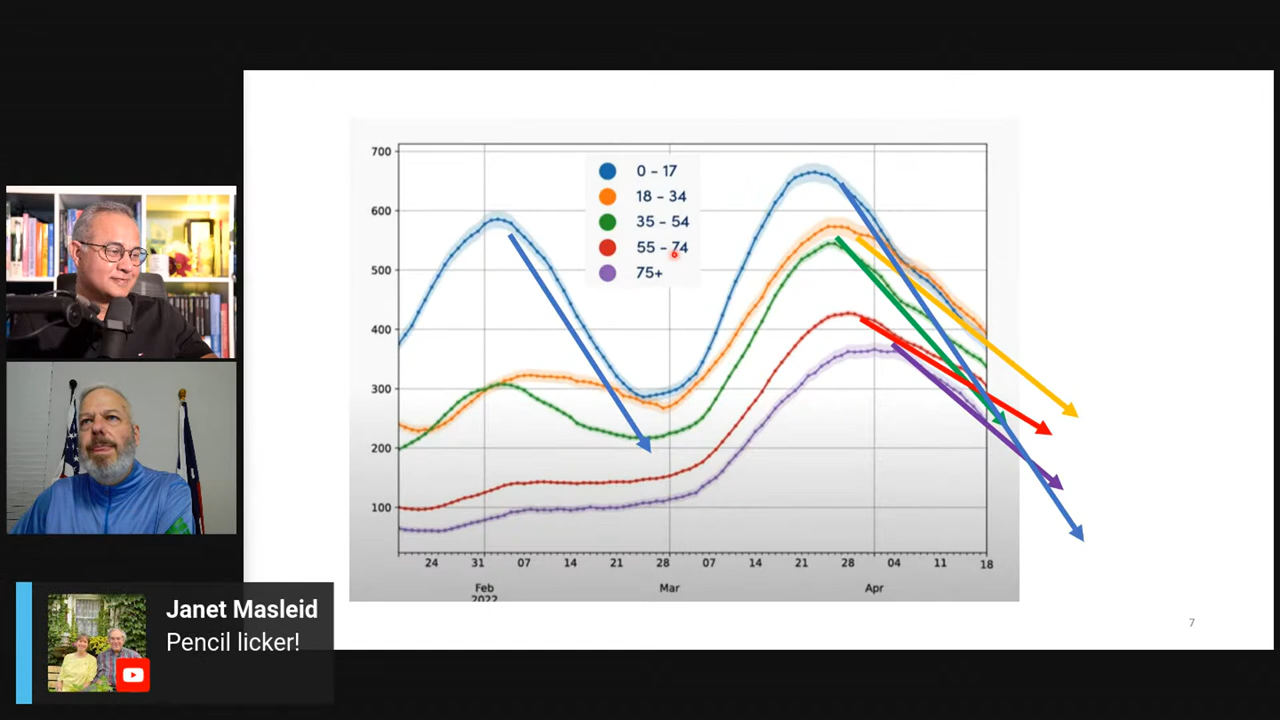 700
600
500
400
300
200
100
0 - 17
18 - 34
35 - 54
55 - 74
75+
24 31 07 14 21 28 07 14 21 28 04 11 18
Feb Mar Apr
2022
7
Janet Masleid
Pencil licker!